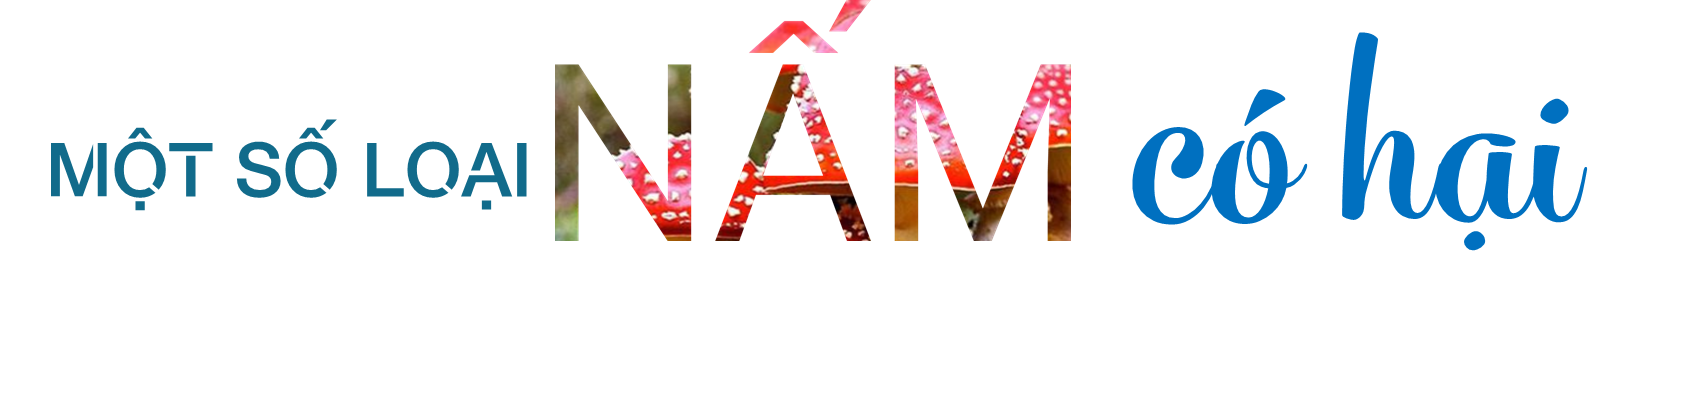 MỘT SỐ LOẠI NẤM có hại